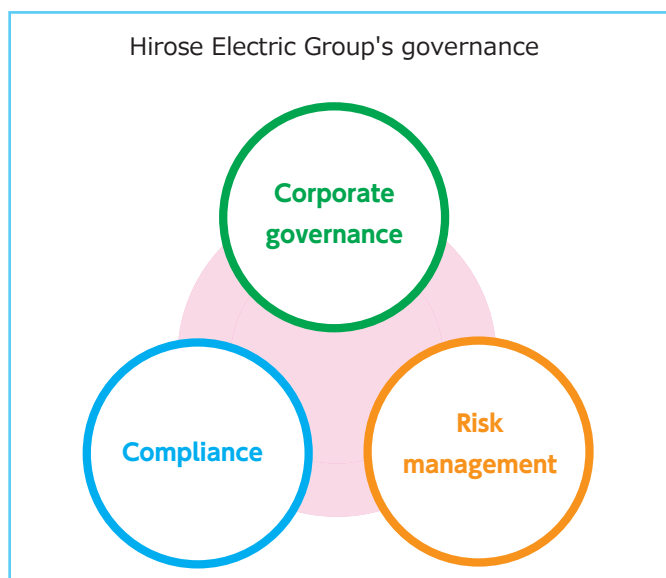 Hirose Electric Group's governance
Corporate
governance
Compliance
Risk
management